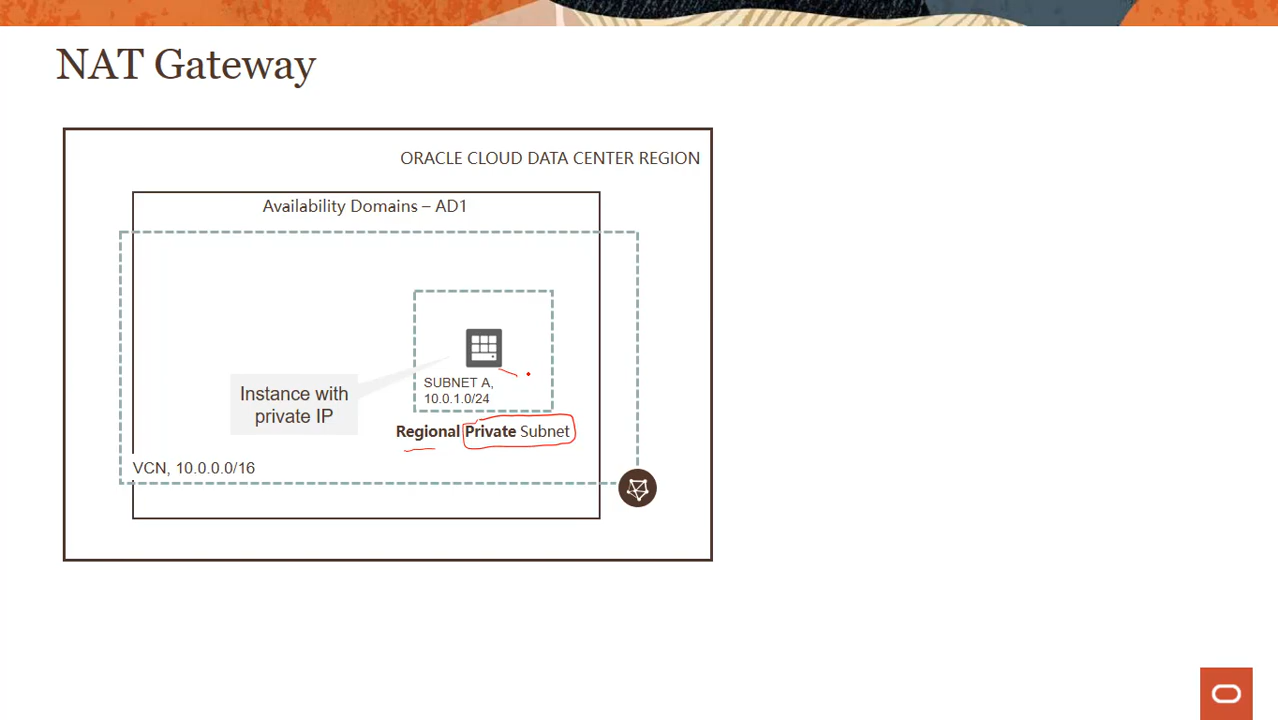 NAT Gateway
ORACLE CLOUD DATA CENTER REGION
Availability Domains – AD1
Instance with
private IP
SUBNET A,
10.0.1.0/24
Regional Private Subnet
VCN, 10.0.0.0/16